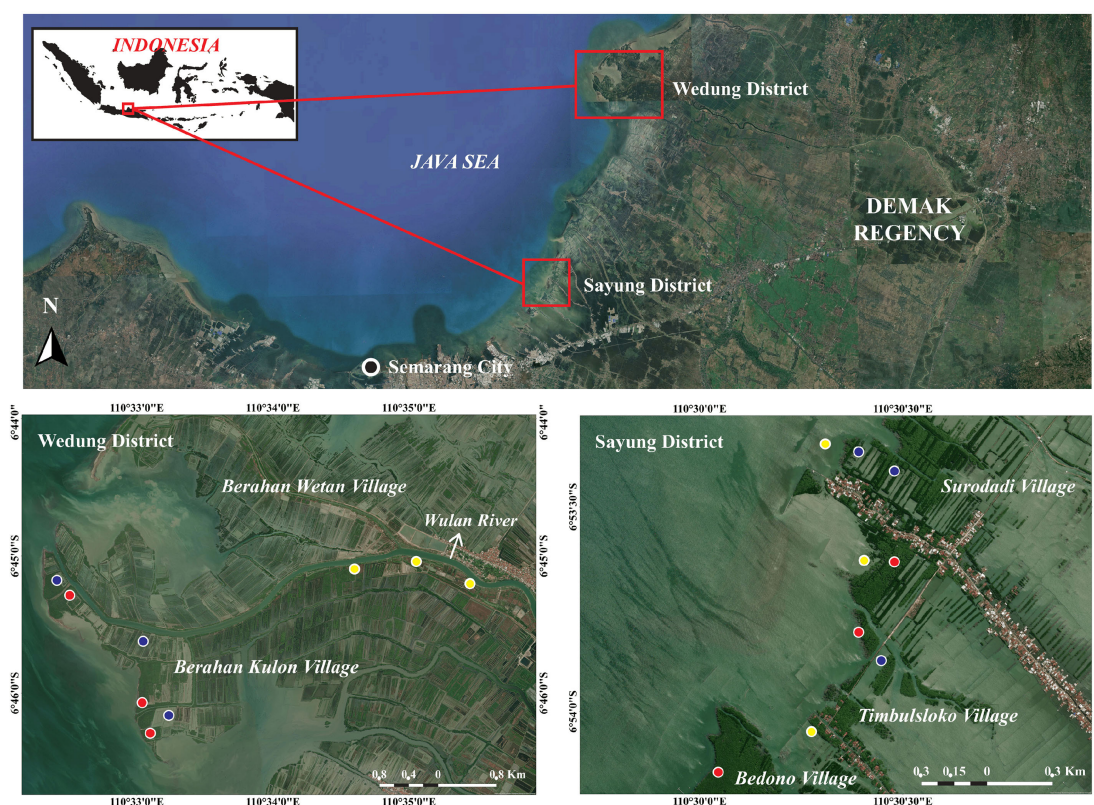 INDONESIA
Wedung District
JAVA SEA
DEMAK
REGENCY
Sayung District
N
Semarang City
110°33'0"E 110°34'0"E 110°35'0"E
6°44'0"S
6°45'0"S
6°46'0"S
Wedung District
Berahan Wetan Village
Wulan River
Berahan Kulon Village
0.8 0.4 0 0.8 Km
6°44'0"
6°45'0"S
6°46'0"S
110°33'0"E 110°34'0"E 110°35'0"E
110°30'0"E 110°30'30"E
6°53'30"S
6°54'0"S
Sayung District
Surodadi Village
Timbulsloko Village
Bedono Village
0.3 0.15 0 0.3 Km
110°30'0"E 110°30'30"E